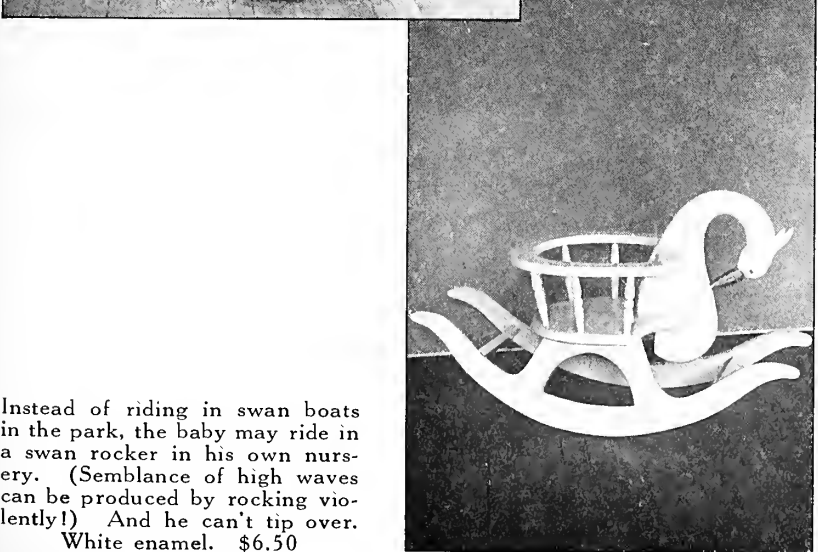 Instead of riding in swan boats
in the park, the baby may ride in
a swan rocker in his own nurs-
ery. (Semblance of high waves
can be produced by rocking vio-
lently!) And he can't tip over.
White enamel. $6.50